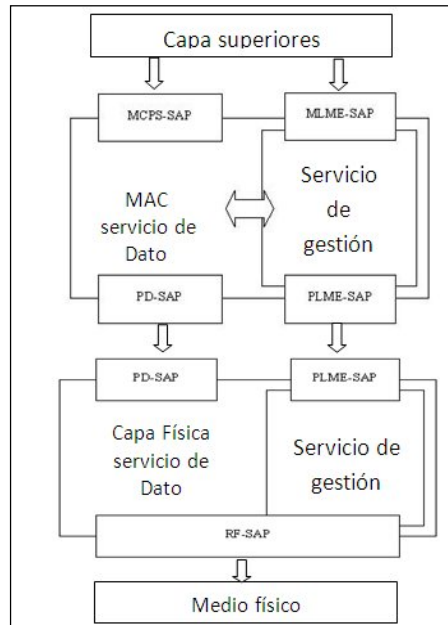 Capa superiores
MCPS-SAP
MLME-SAP
MAC
servicio de
Dato
Servicio
de
gestión
PD-SAP
PLME-SAP
PD-SAP
PLME-SAP
Capa Física
servicio de
Dato
Servicio de
gestión
RF-SAP
Medio físico